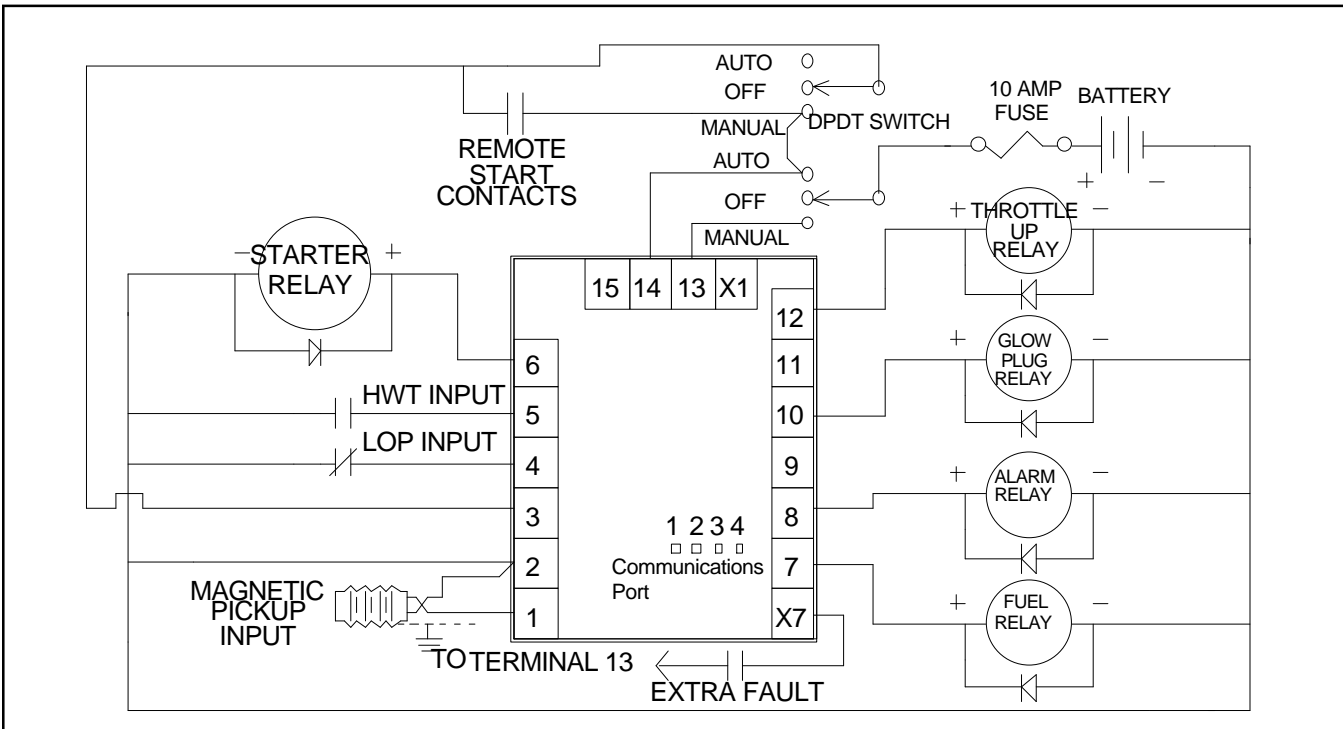 AUTO
OFF
MANUAL
DPDT SWITCH
AUTO
OFF
MANUAL
10 AMP
FUSE
BATTERY
+ −
REMOTE
START
CONTACTS
− STARTER +
RELAY
+ THROTTLE −
UP
RELAY
15 14 13 X1
12
11
10
9
8
7
X7
6
5
4
3
2
1
HWT INPUT
LOP INPUT
+ GLOW −
PLUG
RELAY
+ ALARM −
RELAY
+ FUEL −
RELAY
1 2 3 4
Communications
Port
MAGNETIC
PICKUP
INPUT
TO TERMINAL 13
EXTRA FAULT